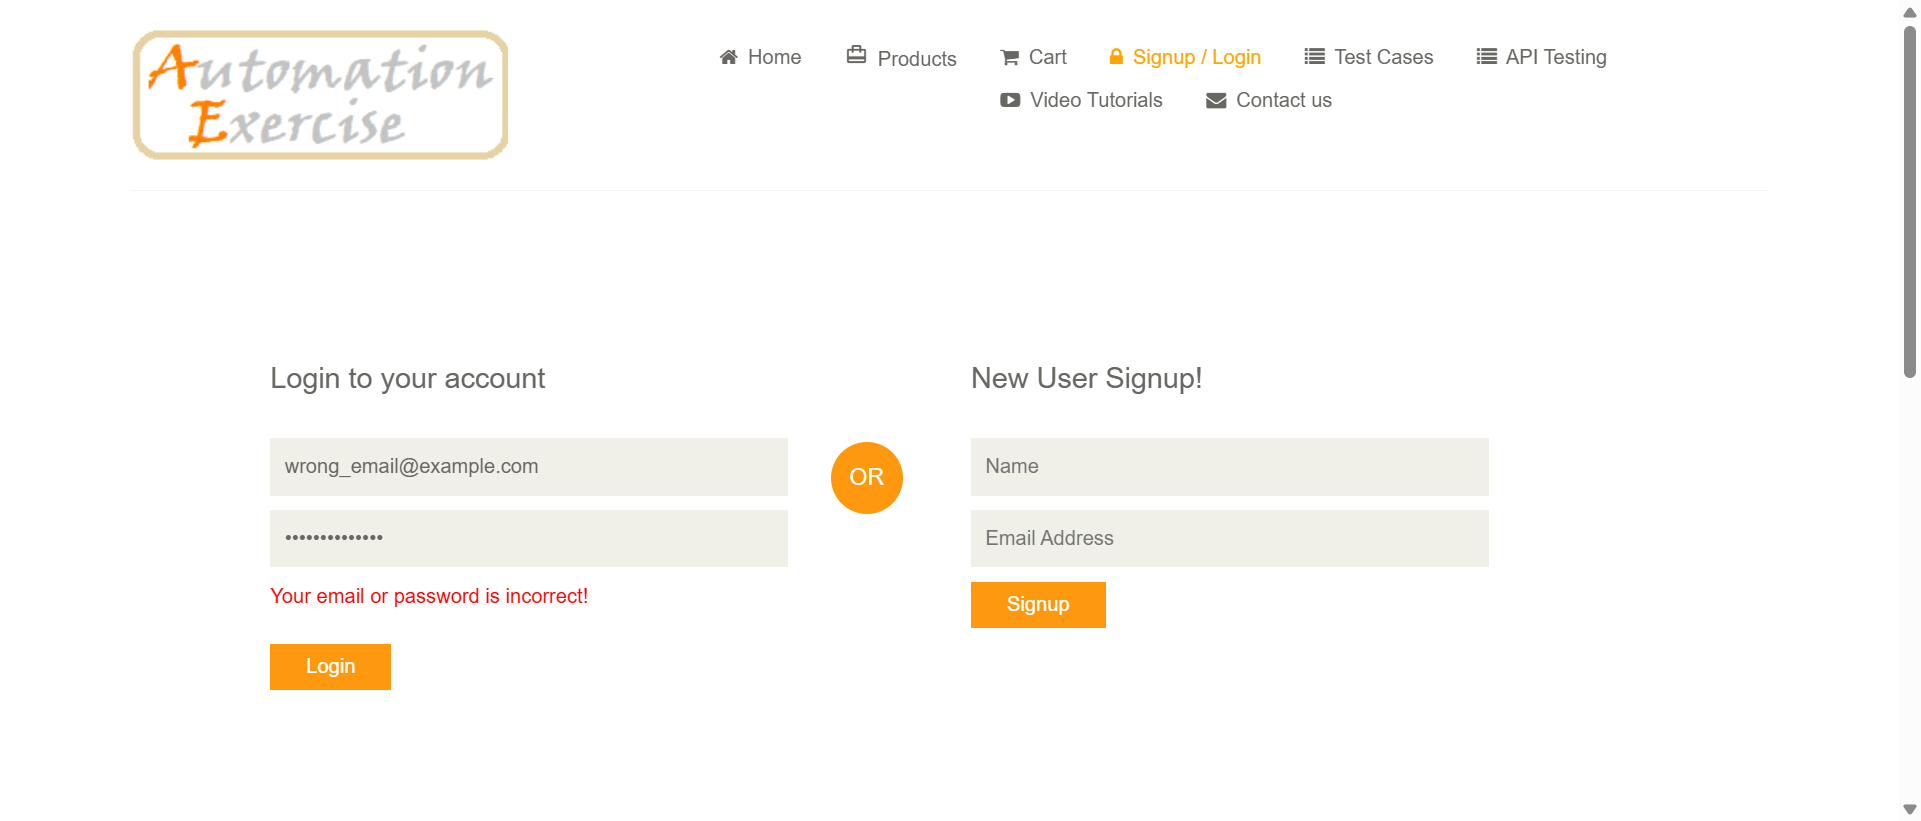 Automation
Exercise
Home Products Cart Signup / Login Test Cases API Testing
Video Tutorials Contact us
Login to your account
wrong_email@example.com
••••••••••••••
Your email or password is incorrect!
Login
OR
New User Signup!
Name
Email Address
Signup